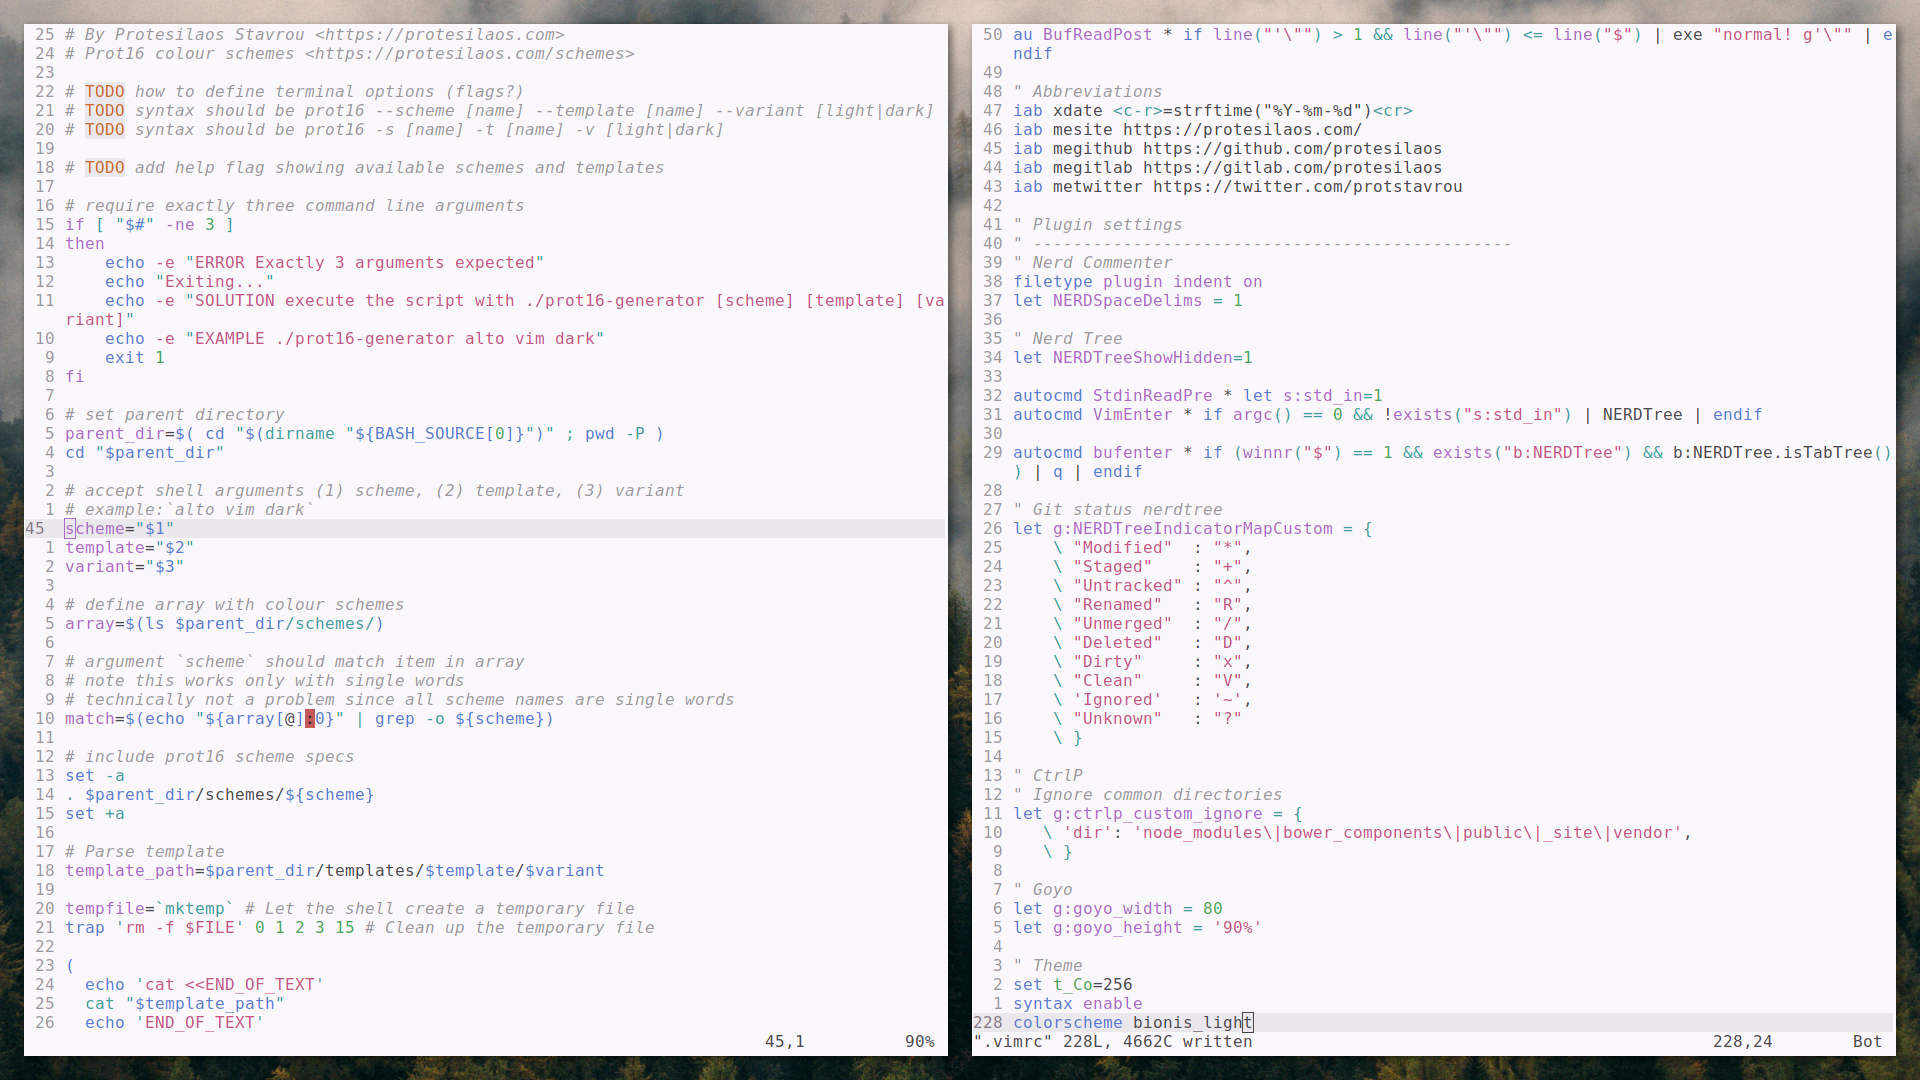 25 # By Protesilaos Stavrou <https://protesilaos.com>
24 # Prot16 colour schemes <https://protesilaos.com/schemes>
23
22 # TODO how to define terminal options (flags?)
21 # TODO syntax should be prot16 --scheme [name] --template [name] --variant [light|dark]
20 # TODO syntax should be prot16 -s [name] -t [name] -v [light|dark]
19
18 # TODO add help flag showing available schemes and templates
17
16 # require exactly three command line arguments
15 if [ "$#" -ne 3 ]
14 then
13     echo -e "ERROR Exactly 3 arguments expected"
12     echo "Exiting..."
11     echo -e "SOLUTION execute the script with ./prot16-generator [scheme] [template] [va
riant]"
10     echo -e "EXAMPLE ./prot16-generator alto vim dark"
9     exit 1
8 fi
7
6 # set parent directory
5 parent_dir=$( cd "$(dirname "${BASH_SOURCE[0]}")" ; pwd -P )
4 cd "$parent_dir"
3
2 # accept shell arguments (1) scheme, (2) template, (3) variant
1 # example:`alto vim dark`
45 scheme="$1"
1 template="$2"
2 variant="$3"
3
4 # define array with colour schemes
5 array=$(ls $parent_dir/schemes/)
6
7 # argument `scheme` should match item in array
8 # note this works only with single words
9 # technically not a problem since all scheme names are single words
10 match=$(echo "${array[@]:0}" | grep -o ${scheme})
11
12 # include prot16 scheme specs
13 set -a
14 . $parent_dir/schemes/${scheme}
15 set +a
16
17 # Parse template
18 template_path=$parent_dir/templates/$template/$variant
19
20 tempfile=`mktemp` # Let the shell create a temporary file
21 trap 'rm -f $FILE' 0 1 2 3 15 # Clean up the temporary file
22
23 (
24   echo 'cat <<END_OF_TEXT'
25   cat "$template_path"
26   echo 'END_OF_TEXT'
45,1 90%
50 au BufReadPost * if line("'\"") > 1 && line("'\"") <= line("$") | exe "normal! g'\"" | e
ndif
49
48 " Abbreviations
47 iab xdate <c-r>=strftime("%Y-%m-%d")<cr>
46 iab mesite https://protesilaos.com/
45 iab megithub https://github.com/protesilaos
44 iab megitlab https://gitlab.com/protesilaos
43 iab metwitter https://twitter.com/protstavrou
42
41 " Plugin settings
40 " ------------------------------------------------
39 " Nerd Commenter
38 filetype plugin indent on
37 let NERDSpaceDelims = 1
36
35 " Nerd Tree
34 let NERDTreeShowHidden=1
33
32 autocmd StdinReadPre * let s:std_in=1
31 autocmd VimEnter * if argc() == 0 && !exists("s:std_in") | NERDTree | endif
30
29 autocmd bufenter * if (winnr("$") == 1 && exists("b:NERDTree") && b:NERDTree.isTabTree()
) | q | endif
28
27 " Git status nerdtree
26 let g:NERDTreeIndicatorMapCustom = {
25     \ "Modified"  : "*",
24     \ "Staged"    : "+",
23     \ "Untracked" : "^",
22     \ "Renamed"   : "R",
21     \ "Unmerged"  : "/",
20     \ "Deleted"   : "D",
19     \ "Dirty"     : "x",
18     \ "Clean"     : "V",
17     \ 'Ignored'   : '~',
16     \ "Unknown"   : "?"
15     \ }
14
13 " CtrlP
12 " Ignore common directories
11 let g:ctrlp_custom_ignore = {
10    \ 'dir': 'node_modules\|bower_components\|public\|_site\|vendor',
9    \ }
8
7 " Goyo
6 let g:goyo_width = 80
5 let g:goyo_height = '90%'
4
3 " Theme
2 set t_Co=256
1 syntax enable
228 colorscheme bionis_light
".vimrc" 228L, 4662C written 228,24 Bot